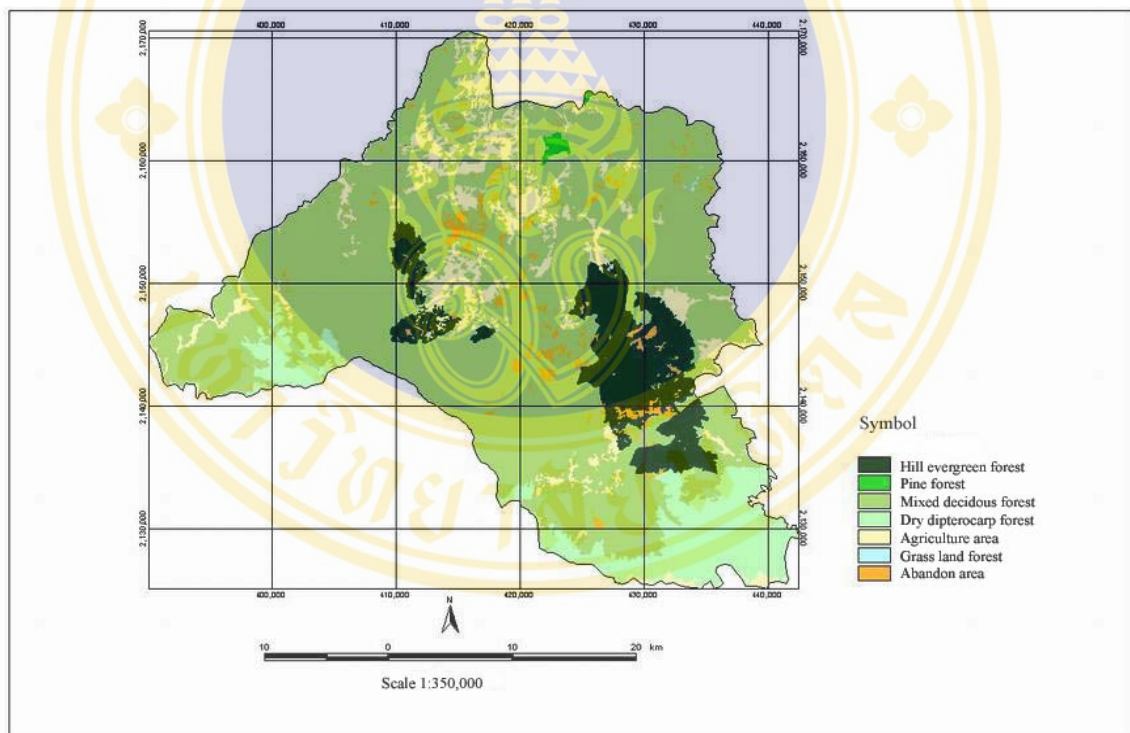 400,000 410,000 420,000 430,000 440,000
2,170,000 2,170,000
2,160,000 2,160,000
2,150,000 2,150,000
2,140,000 2,140,000
2,130,000 2,130,000
400,000 410,000 420,000 430,000 440,000
N
10 0 10 20 km
Scale 1:350,000
Symbol
Hill evergreen forest
Pine forest
Mixed decidous forest
Dry dipterocarp forest
Agriculture area
Grass land forest
Abandon area